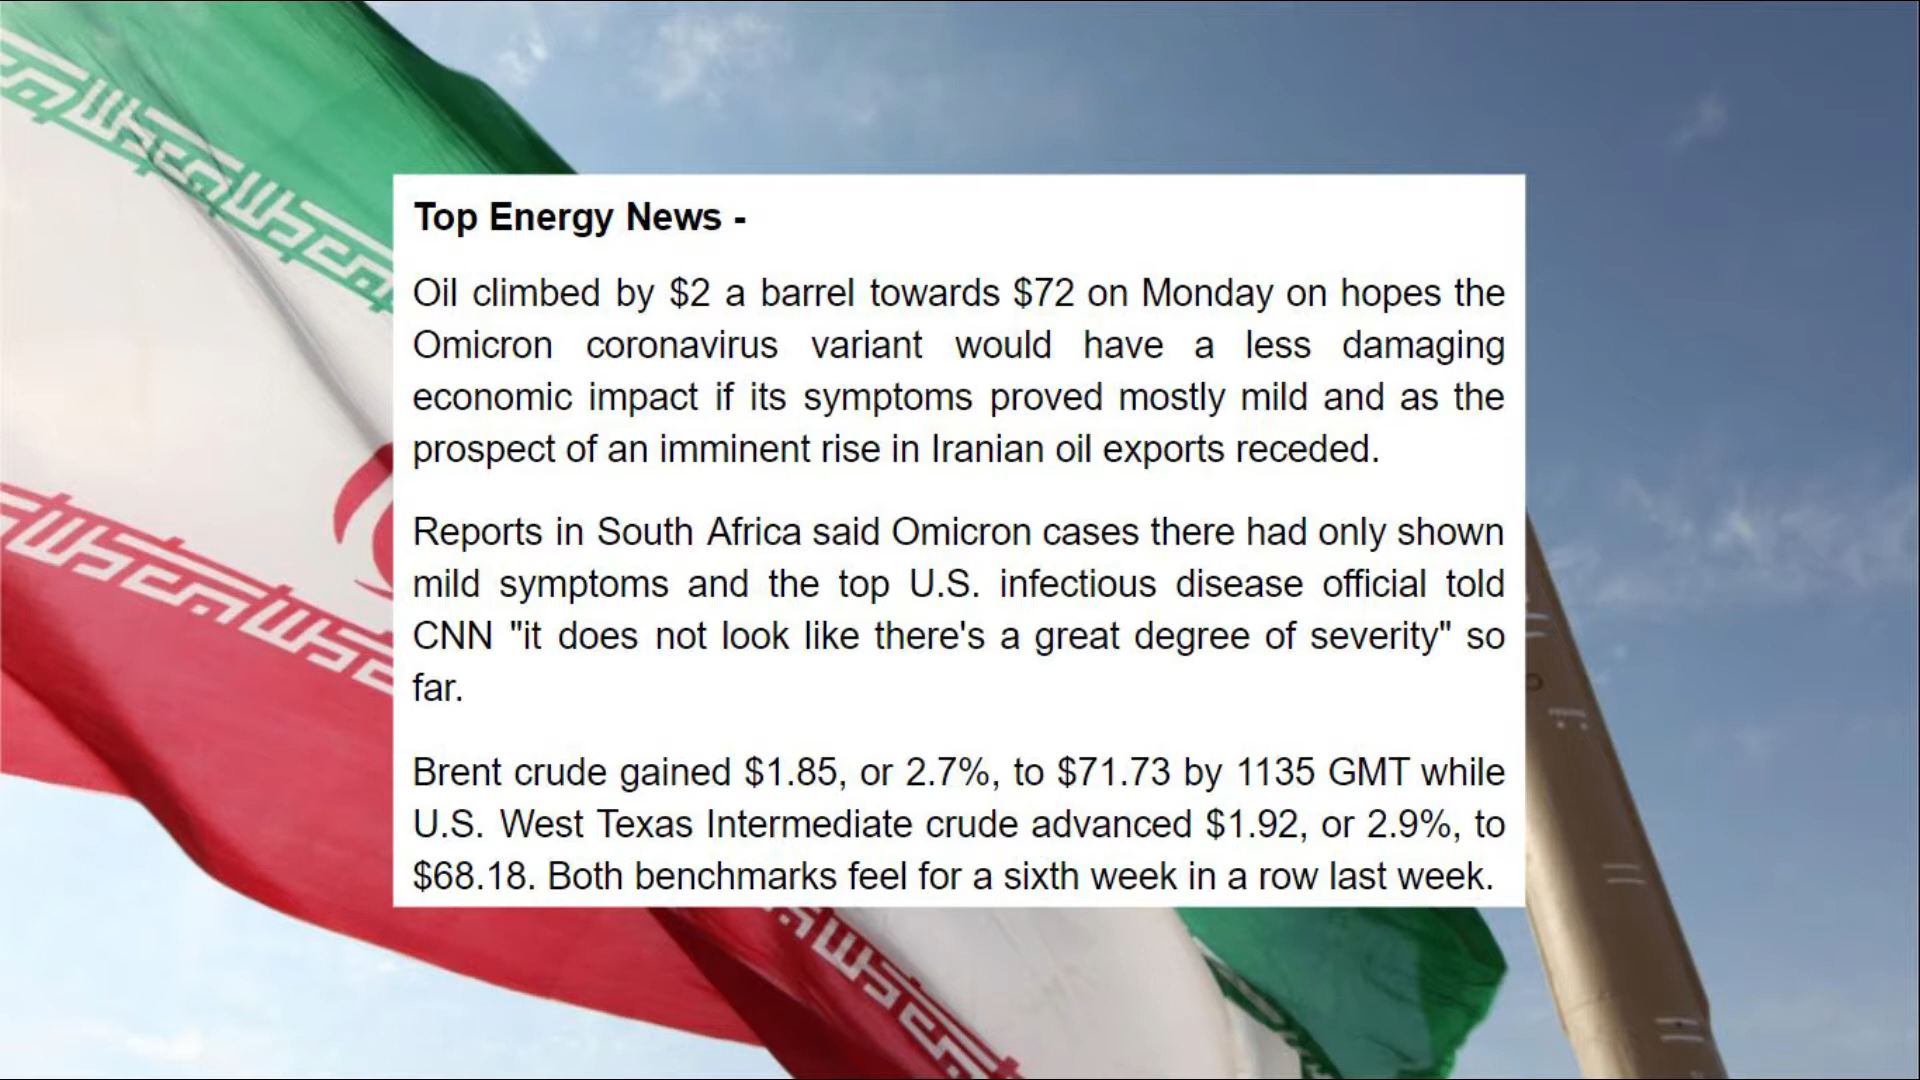 Top Energy News -
Oil climbed by $2 a barrel towards $72 on Monday on hopes the
Omicron coronavirus variant would have a less damaging
economic impact if its symptoms proved mostly mild and as the
prospect of an imminent rise in Iranian oil exports receded.
Reports in South Africa said Omicron cases there had only shown
mild symptoms and the top U.S. infectious disease official told
CNN "it does not look like there's a great degree of severity" so
far.
Brent crude gained $1.85, or 2.7%, to $71.73 by 1135 GMT while
U.S. West Texas Intermediate crude advanced $1.92, or 2.9%, to
$68.18. Both benchmarks feel for a sixth week in a row last week.